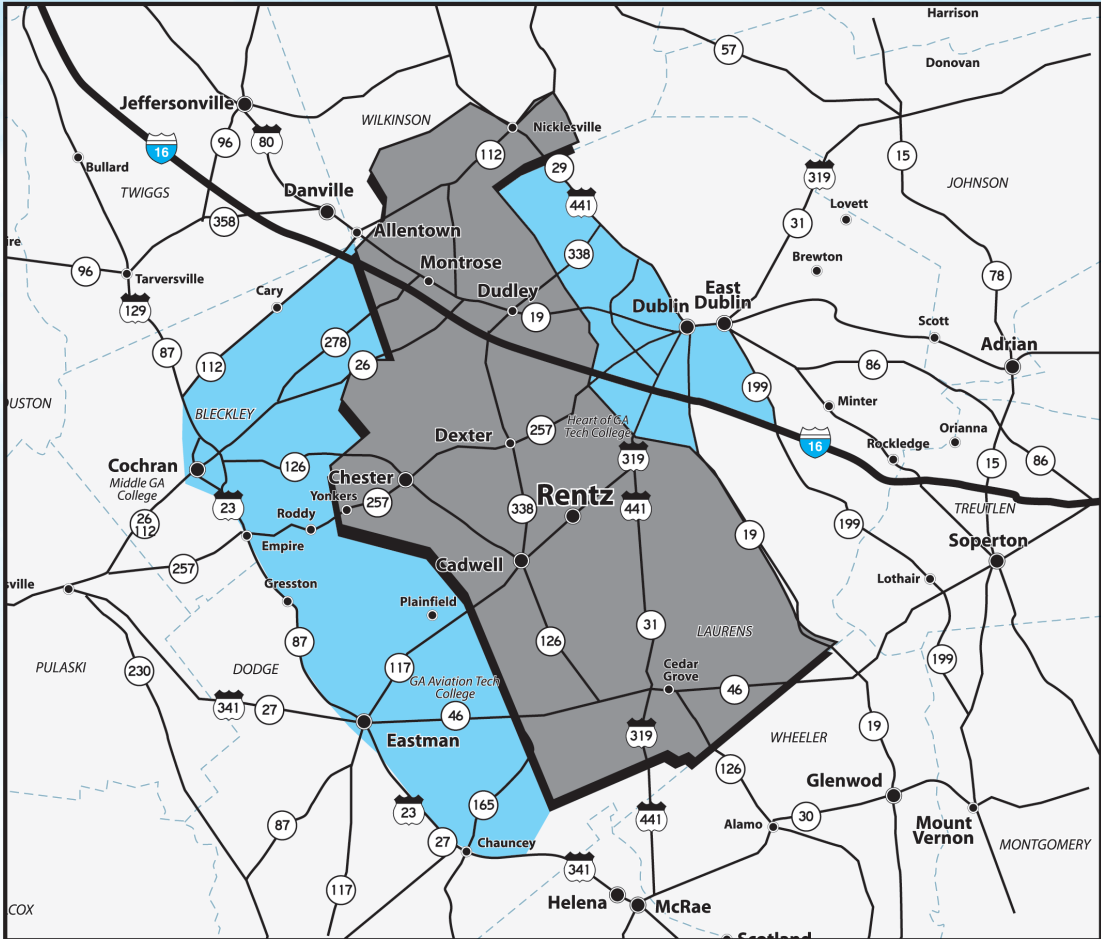 Harrison
57
Donovan
Jeffersonville
WILKINSON
Nicklesville
96
80
16
112
Bullard
29
15
319
JOHNSON
TWIGGS
Danville
441
Lovett
358
31
Allentown
338
ire
96
Tarversville
Montrose
Brewton
78
Cary
Dudley
East
Dublin
Dublin
129
19
Scott
278
Adrian
87
112
26
86
199
OUSTON
BLECKLEY
Minter
Heart of GA
Tech College
257
Dexter
Orianna
16
Rockledge
Cochran
126
319
15
86
Middle GA
College
Chester
Rentz
Yonkers
257
23
338
441
TREUTLEN
26
112
Roddy
199
Empire
19
Soperton
257
Cadwell
sville
Gresston
Lothair
Plainfield
87
126
31
LAURENS
199
PULASKI
230
DODGE
117
Cedar
Grove
GA Aviation Tech
College
46
341
27
46
19
319
WHEELER
Eastman
126
Glenwod
165
23
441
30
87
Alamo
Mount
Vernon
27
Chauncey
MONTGOMERY
341
117
Helena
McRae
COX
Scotland